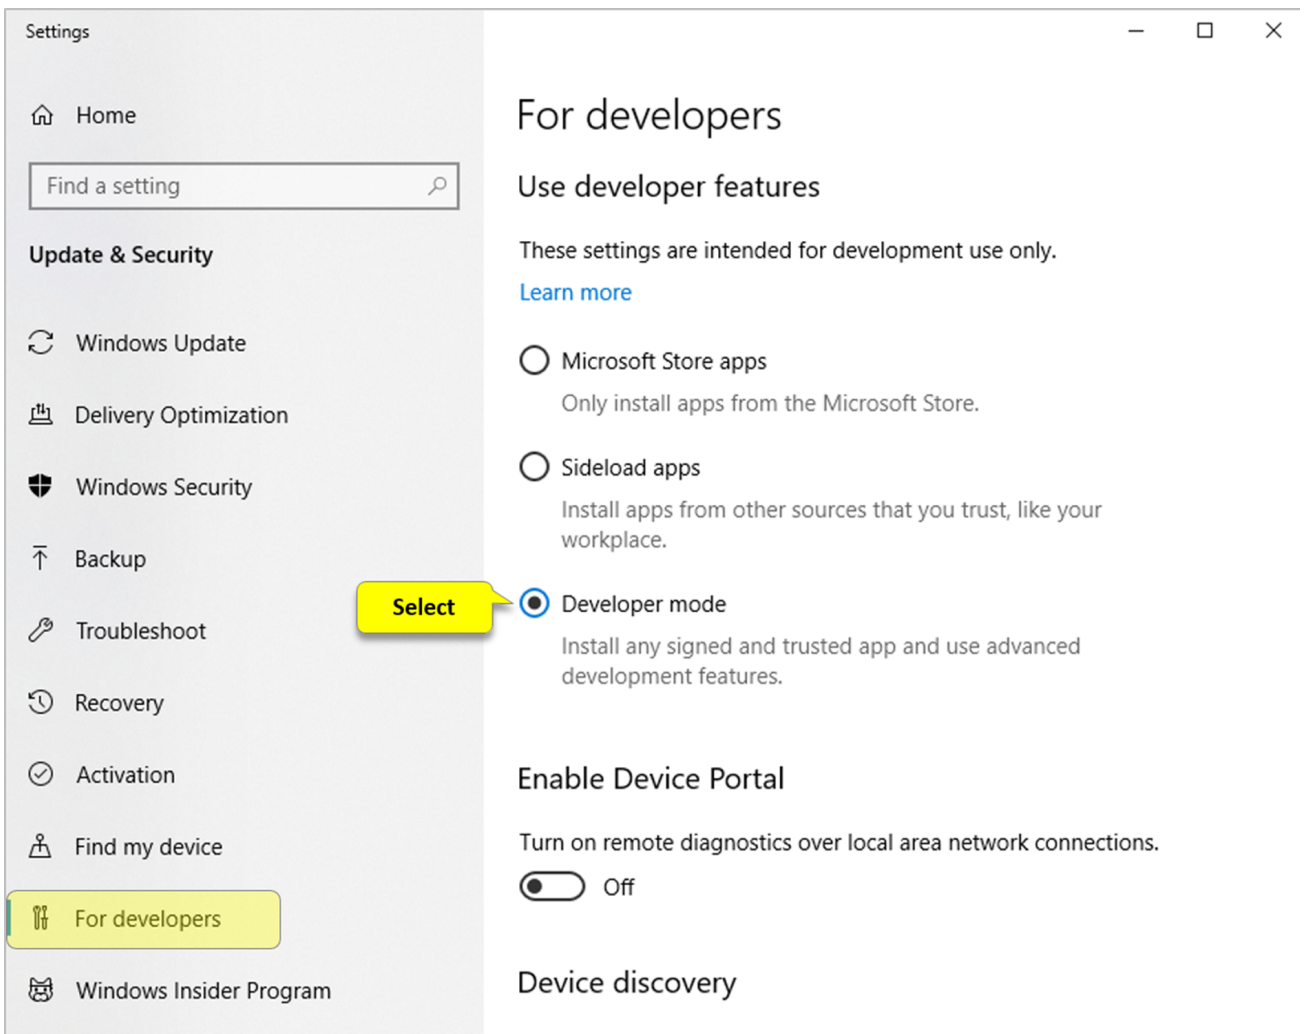 Settings
Home
Find a setting
Update & Security
Windows Update
Delivery Optimization
Windows Security
Backup
Troubleshoot
Recovery
Activation
Find my device
For developers
Windows Insider Program
For developers
Use developer features
These settings are intended for development use only.
Learn more
Microsoft Store apps
Only install apps from the Microsoft Store.
Sideload apps
Install apps from other sources that you trust, like your
workplace.
Select
Developer mode
Install any signed and trusted app and use advanced
development features.
Enable Device Portal
Turn on remote diagnostics over local area network connections.
Off
Device discovery